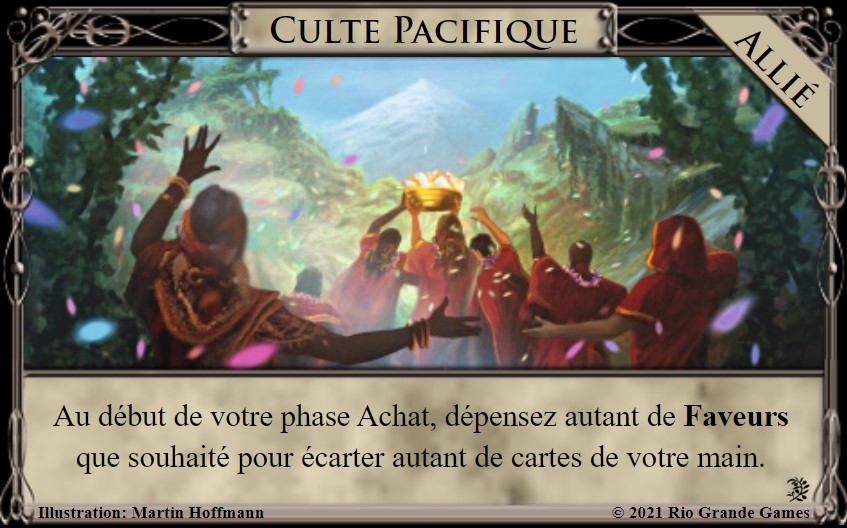 Culte Pacifique
Allié
Au début de votre phase Achat, dépensez autant de Faveurs
que souhaité pour écarter autant de cartes de votre main.
Illustration: Martin Hoffmann
© 2021 Rio Grande Games